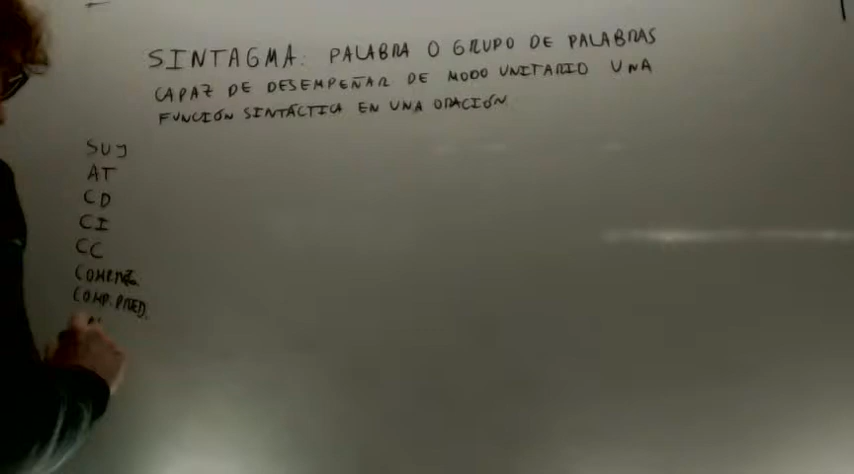 SINTAGMA: PALABRA O GRUPO DE PALABRAS
CAPAZ DE DESEMPEÑAR DE MODO UNITARIO UNA
FUNCIÓN SINTÁCTICA EN UNA ORACIÓN
SUJ
AT
CD
CI
CC
COMP. PRED.